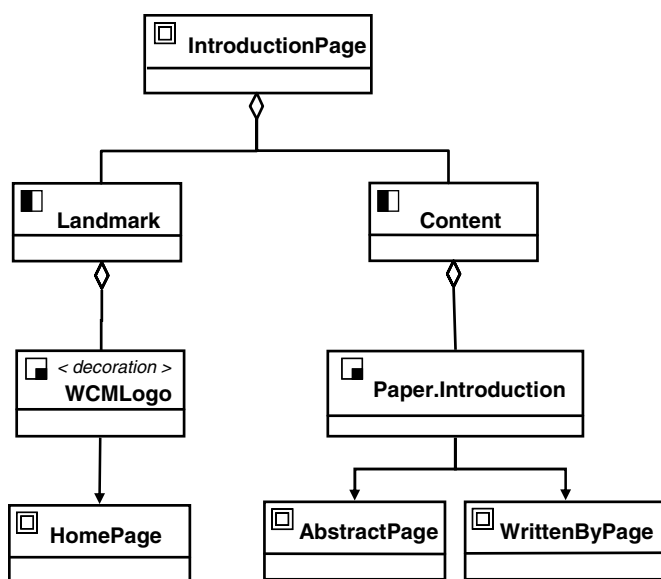 IntroductionPage
Landmark
Content
< decoration >
WCMLogo
Paper.Introduction
HomePage
AbstractPage
WrittenByPage